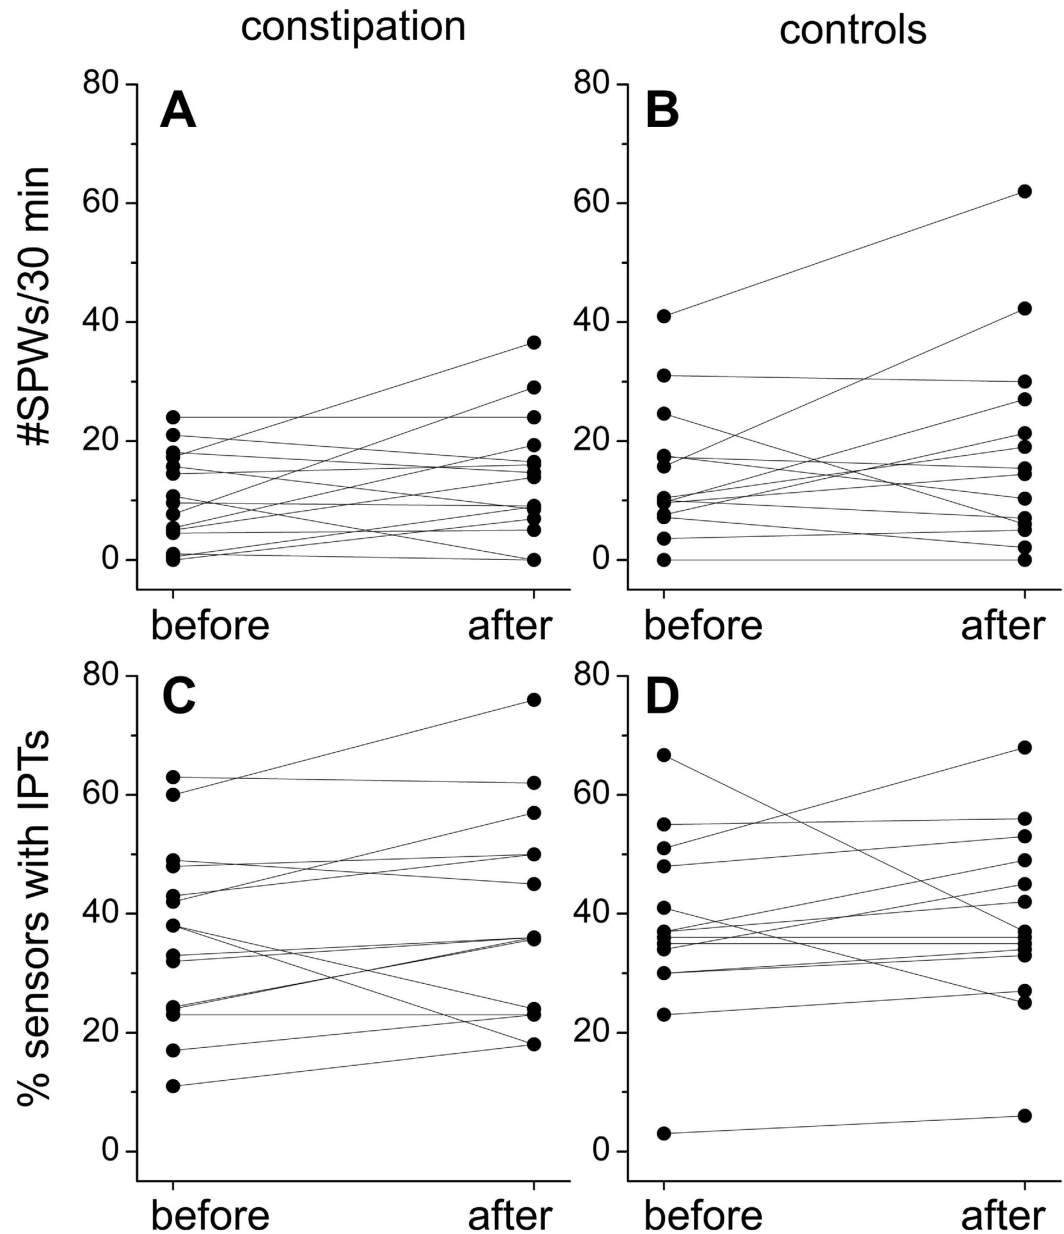 constipation
controls
#SPWs/30 min
80
60
40
20
0
A
before
after
80
60
40
20
0
B
before
after
% sensors with IPTs
80
60
40
20
0
C
before
after
80
60
40
20
0
D
before
after